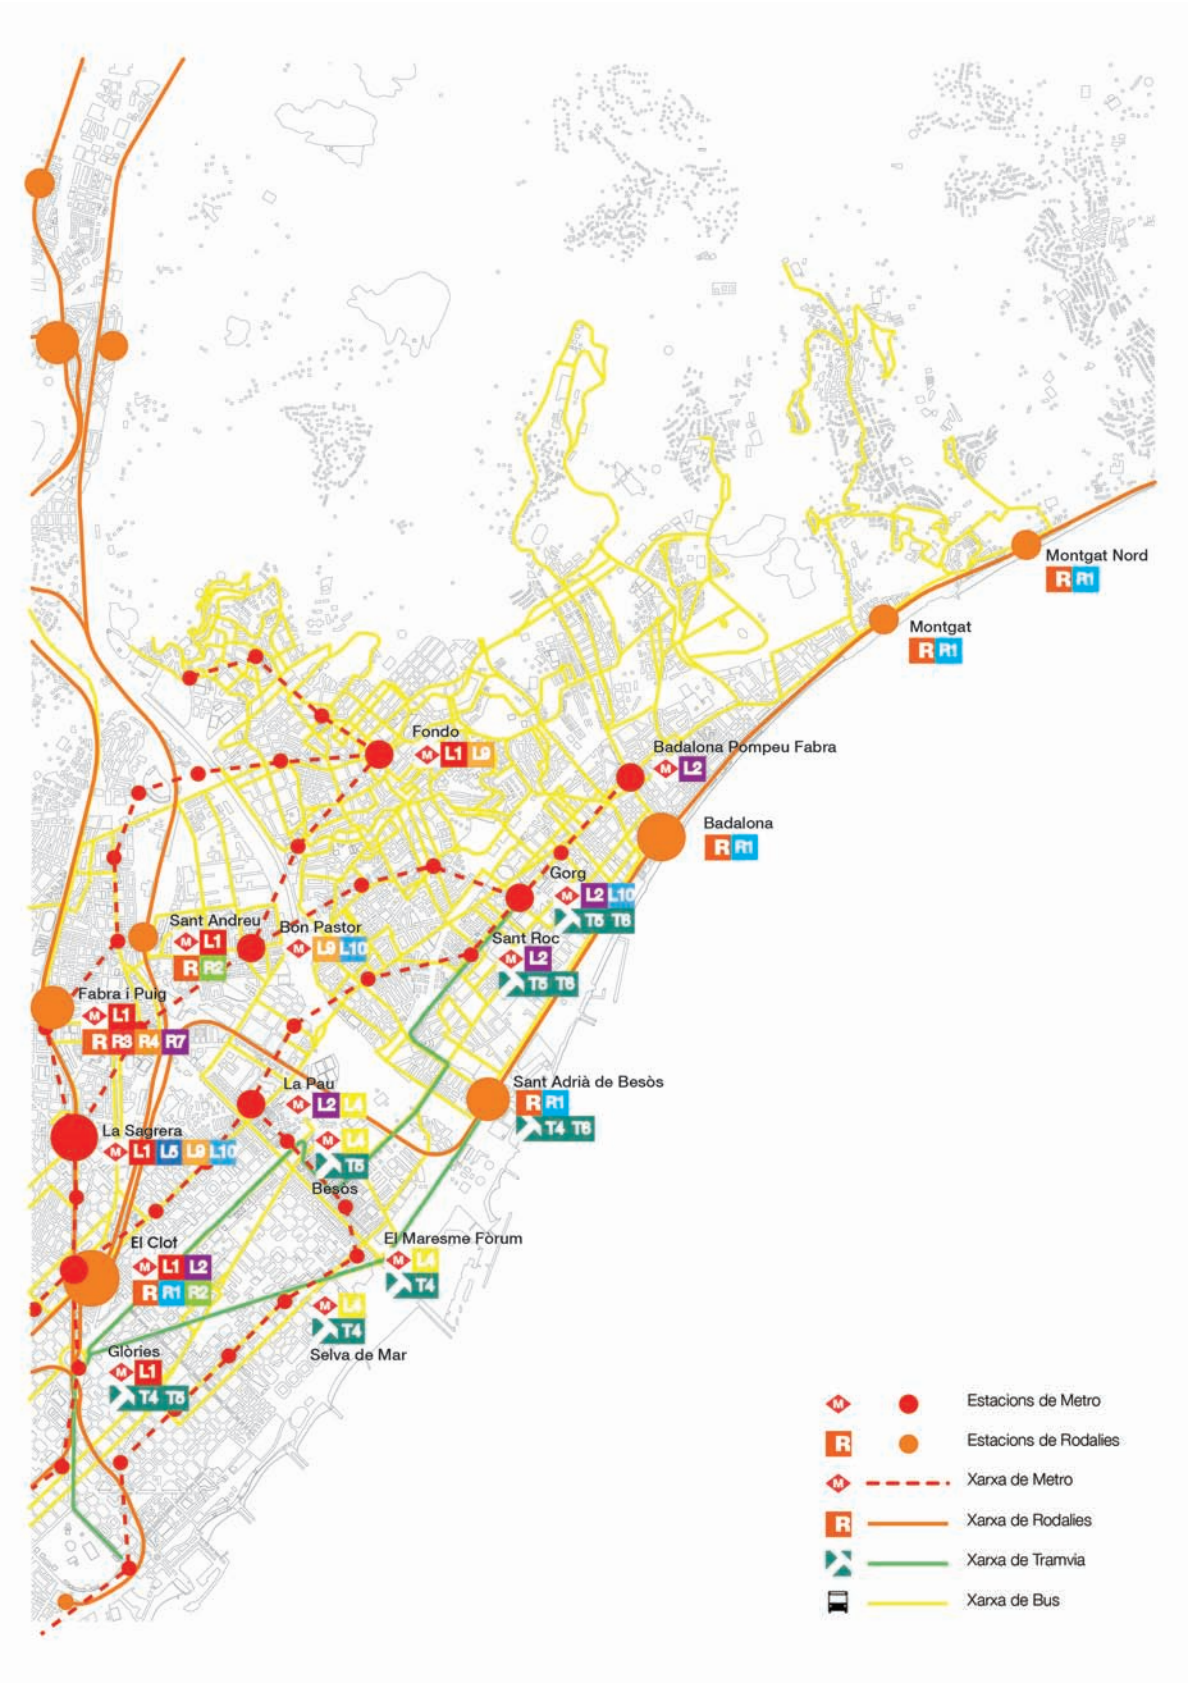 Montgat Nord
R R1
Montgat
R R1
Fondo
M L1 L9
Badalona Pompeu Fabra
M L2
Badalona
R R1
Gorg
M L2 L10
T5 T6
Sant Andreu
M L1
R R2
Bon Pastor
M L9 L10
Sant Roc
M L2
T5 T6
Fabra i Puig
M L1
R R3 R4 R7
La Pau
M L2 L4
Sant Adrià de Besòs
R R1
T4 T6
La Sagrera
M L1 L5 L9 L10
M L4
T5
Besòs
El Clot
M L1 L2
R R1 R2
El Maresme Fòrum
M L4
T4
M L4
T4
Selva de Mar
Glòries
M L1
T4 T5
M Estacions de Metro
R Estacions de Rodalies
M Xarxa de Metro
R Xarxa de Rodalies
Xarxa de Tramvia
Xarxa de Bus